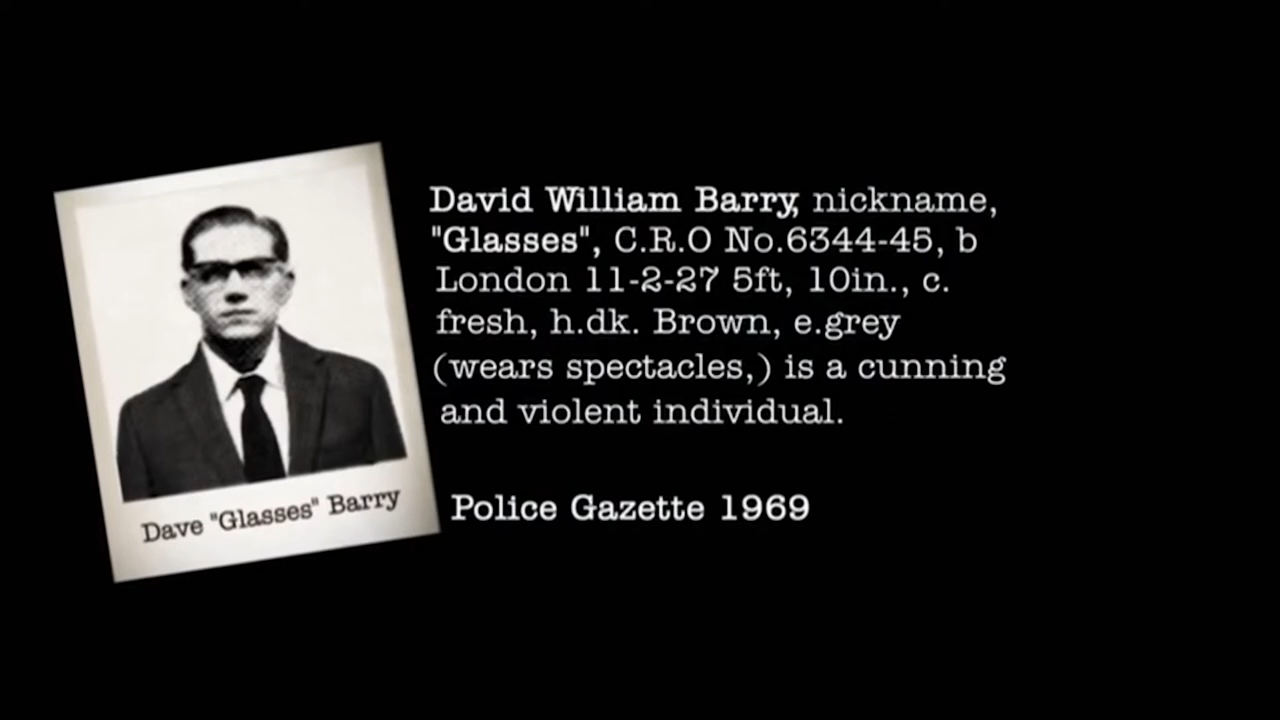 David William Barry, nickname,
"Glasses", C.R.O No.6344-45, b
London 11-2-27 5ft, 10in., c.
fresh, h.dk. Brown, e.grey
(wears spectacles,) is a cunning
and violent individual.
Police Gazette 1969
Dave "Glasses" Barry